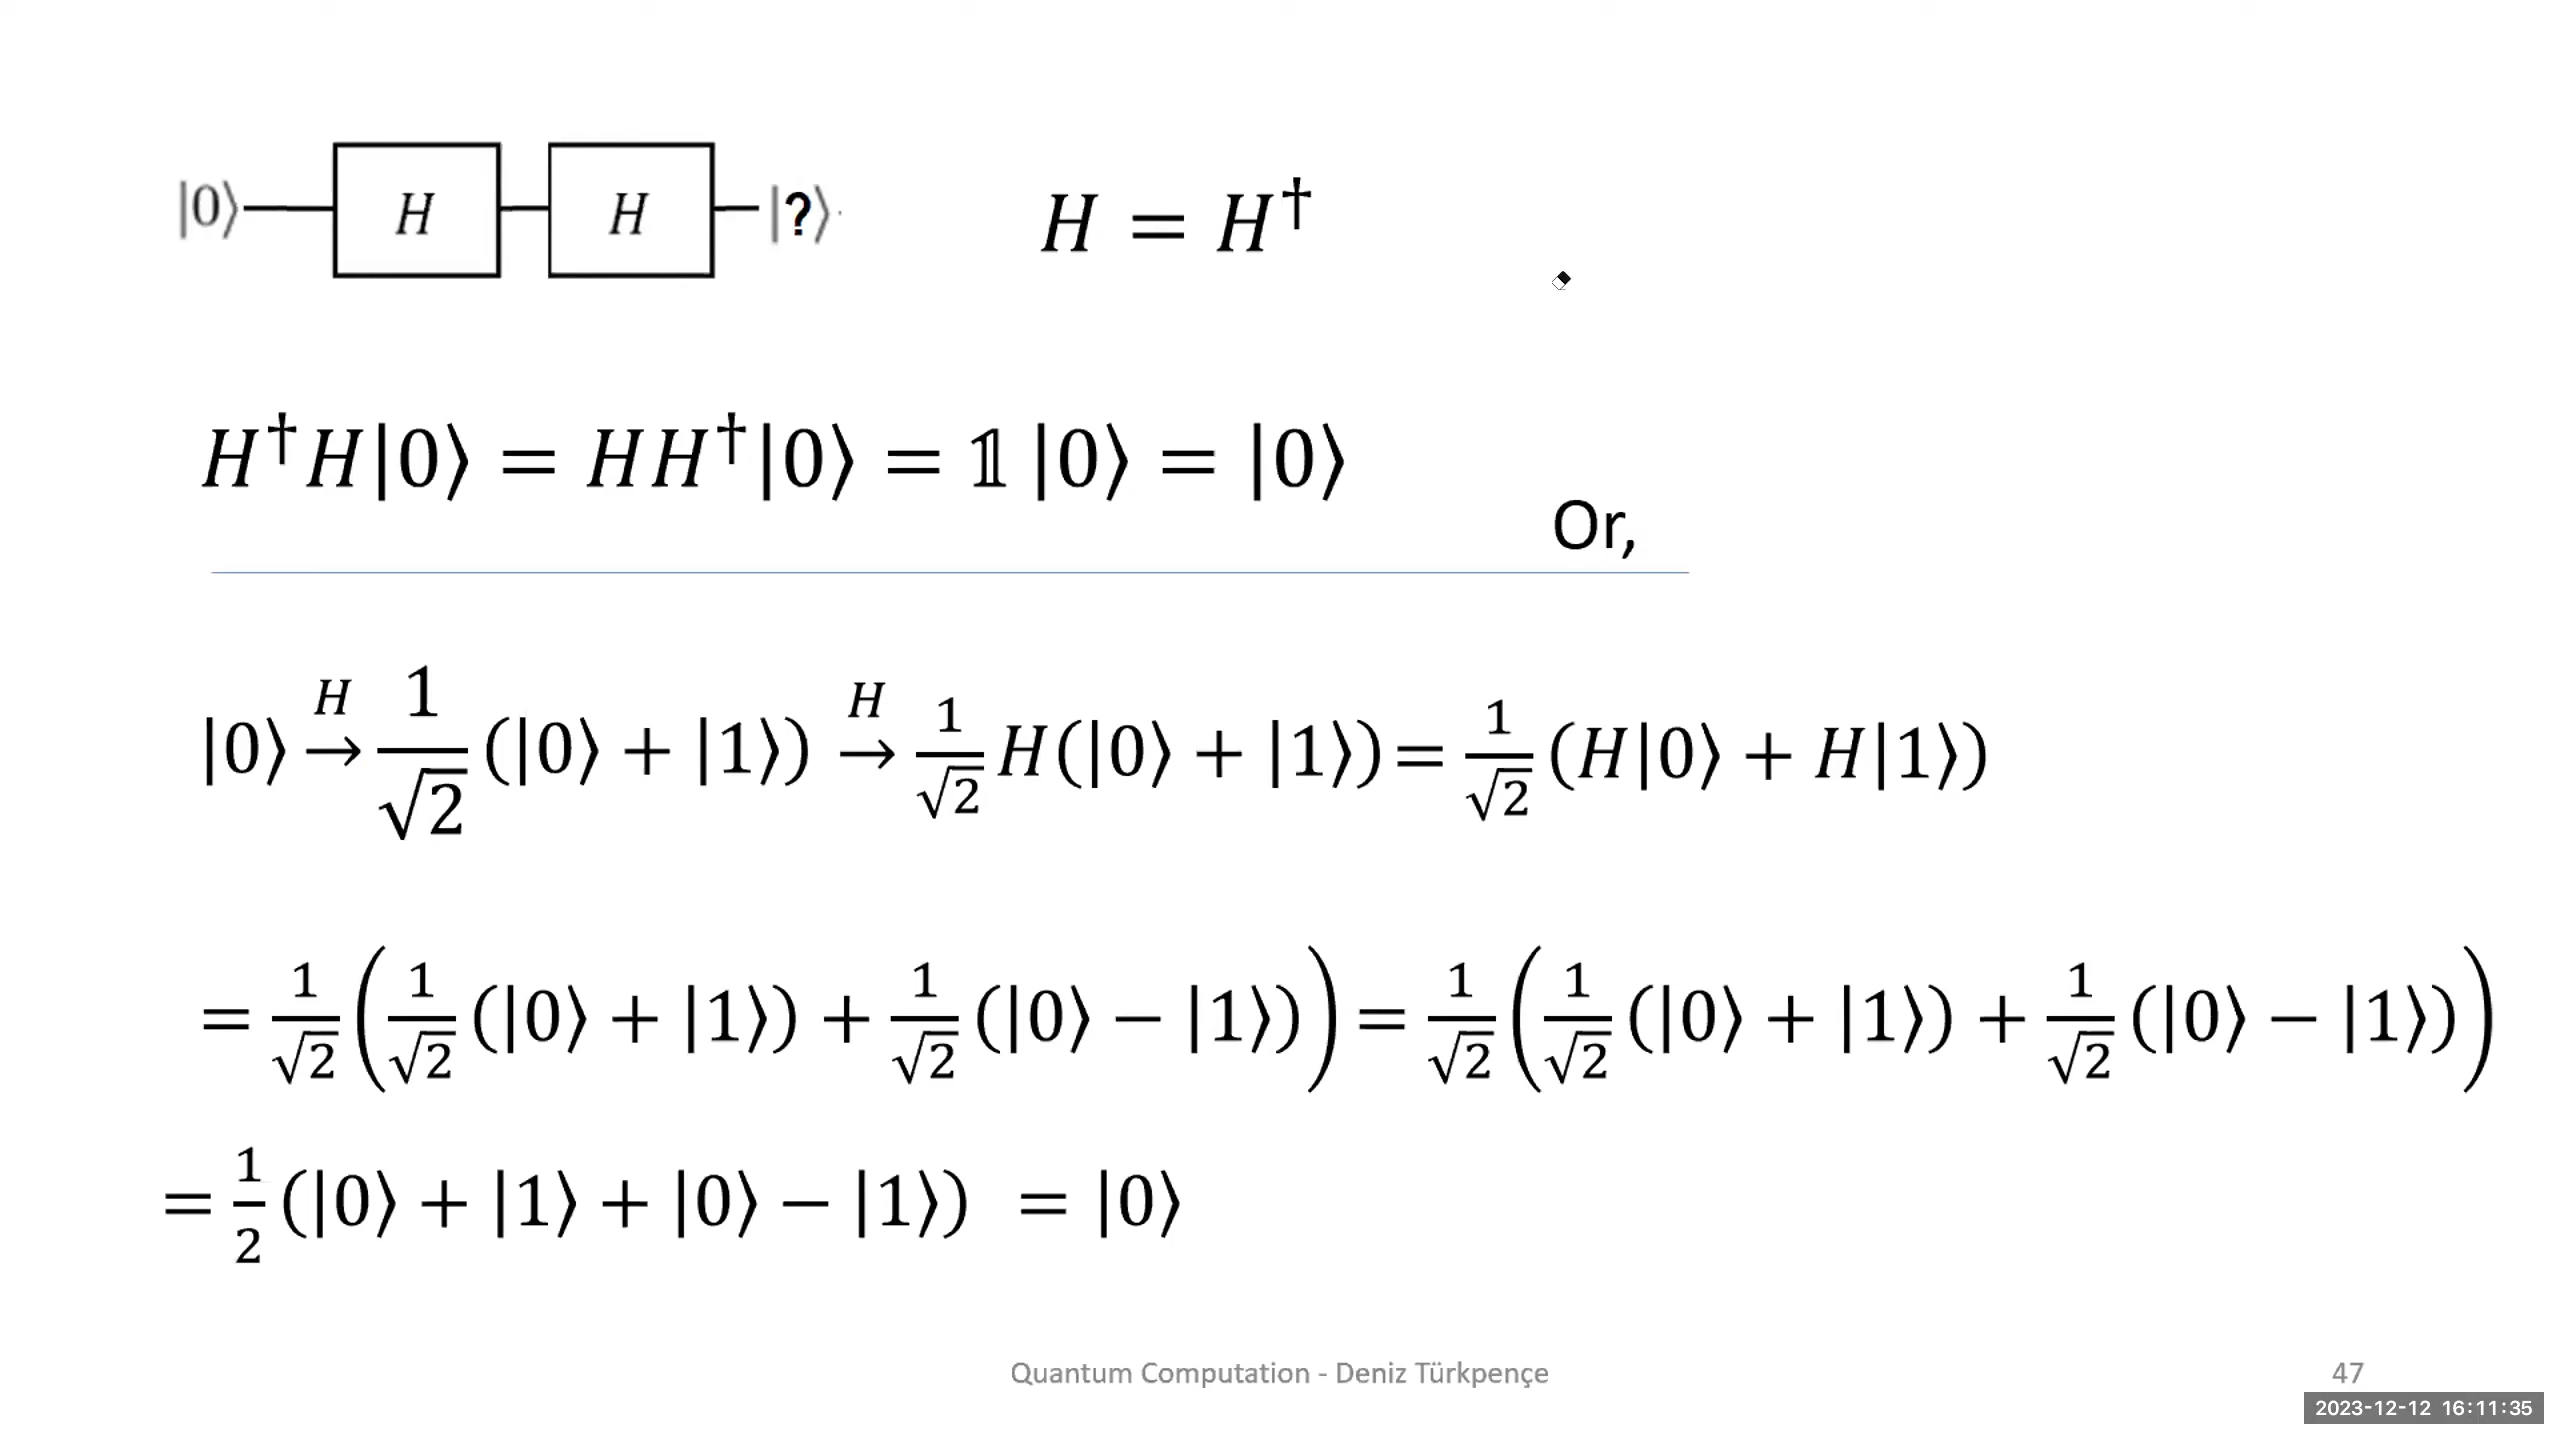 |0⟩ H H |?⟩ H = H†
H†H|0⟩ = HH†|0⟩ = 𝟙 |0⟩ = |0⟩
Or,
|0⟩ →^H 1/√2 (|0⟩ + |1⟩) →^H 1/√2 H(|0⟩ + |1⟩) = 1/√2 (H|0⟩ + H|1⟩)
= 1/√2 (1/√2 (|0⟩ + |1⟩) + 1/√2 (|0⟩ − |1⟩)) = 1/√2 (1/√2 (|0⟩ + |1⟩) + 1/√2 (|0⟩ − |1⟩))
= 1/2 (|0⟩ + |1⟩ + |0⟩ − |1⟩) = |0⟩
Quantum Computation - Deniz Türkpençe 47
2023-12-12 16:11:35